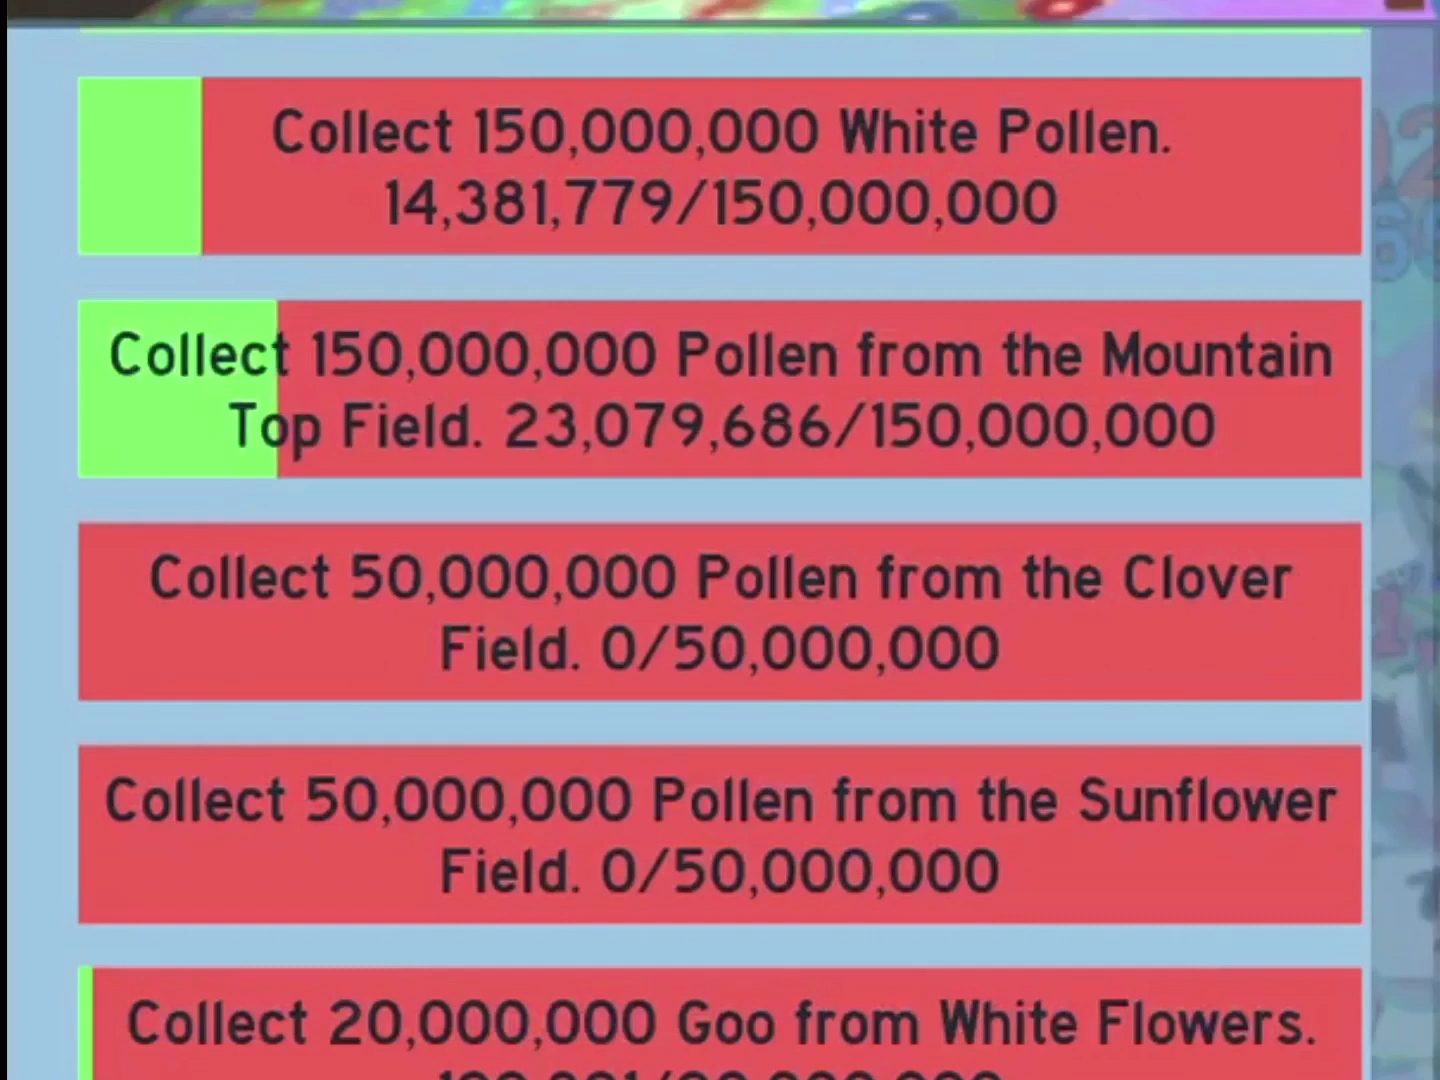 Collect 150,000,000 White Pollen.
14,381,779/150,000,000
Collect 150,000,000 Pollen from the Mountain
Top Field. 23,079,686/150,000,000
Collect 50,000,000 Pollen from the Clover
Field. 0/50,000,000
Collect 50,000,000 Pollen from the Sunflower
Field. 0/50,000,000
Collect 20,000,000 Goo from White Flowers.